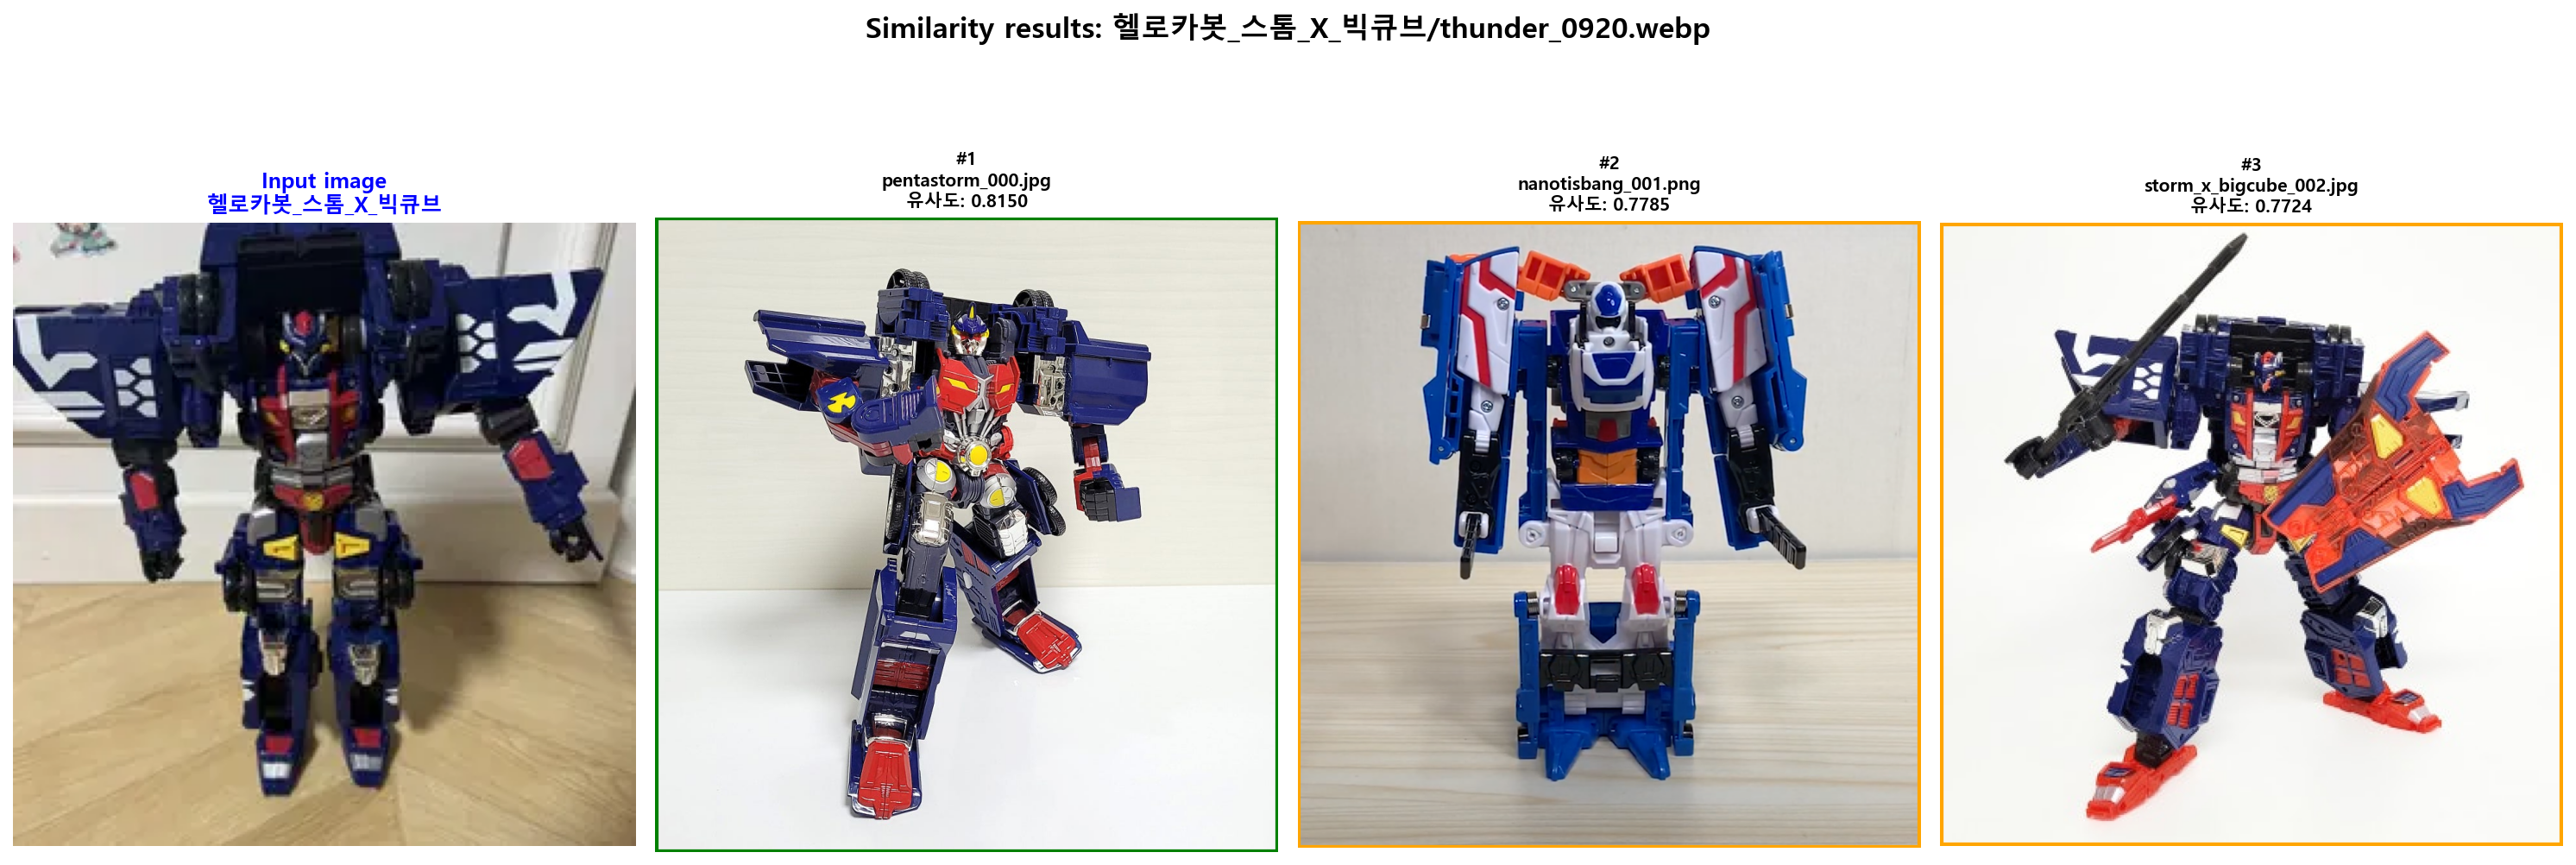 Similarity results: 헬로카봇_스톰_X_빅큐브/thunder_0920.webp
Input image
헬로카봇_스톰_X_빅큐브
#1
pentastorm_000.jpg
유사도: 0.8150
#2
nanotisbang_001.png
유사도: 0.7785
#3
storm_x_bigcube_002.jpg
유사도: 0.7724